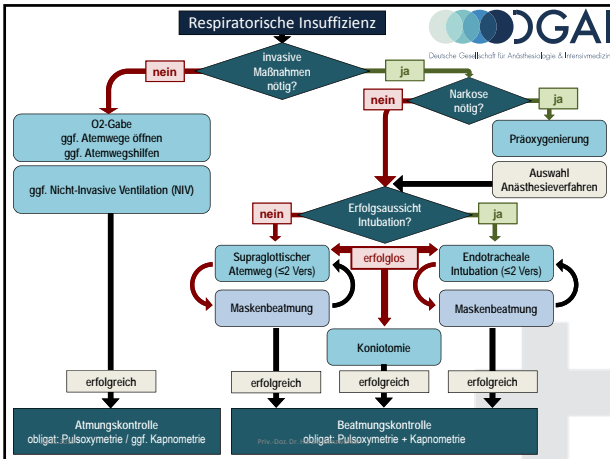 Respiratorische Insuffizienz
DGAI
Deutsche Gesellschaft für Anästhesiologie & Intensivmedizin
invasive
Maßnahmen
nötig?
nein
ja
Narkose
nötig?
nein
ja
O2-Gabe
ggf. Atemwege öffnen
ggf. Atemwegshilfen
Präoxygenierung
ggf. Nicht-Invasive Ventilation (NIV)
Auswahl
Anästhesieverfahren
Erfolgsaussicht
Intubation?
nein
ja
Supraglottischer
Atemweg (≤2 Vers)
erfolglos
Endotracheale
Intubation (≤2 Vers)
Maskenbeatmung
Maskenbeatmung
Koniotomie
erfolgreich
erfolgreich
erfolgreich
erfolgreich
Atmungskontrolle
obligat: Pulsoxymetrie / ggf. Kapnometrie
Beatmungskontrolle
obligat: Pulsoxymetrie + Kapnometrie
Priv.-Doz. Dr.